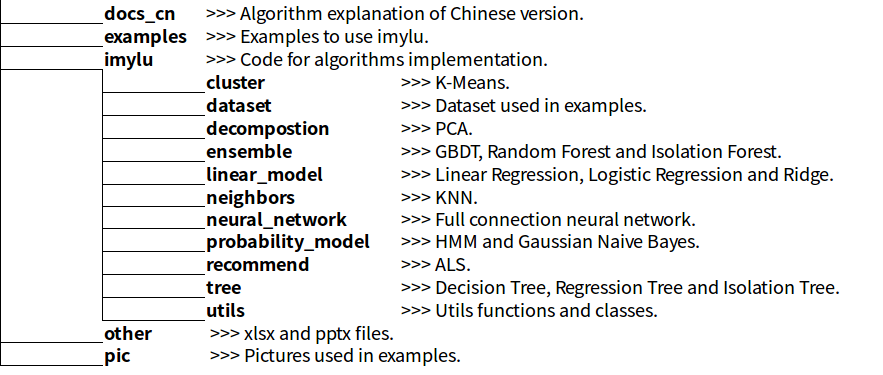 docs_cn >>> Algorithm explanation of Chinese version.
examples >>> Examples to use imylu.
imylu >>> Code for algorithms implementation.
cluster >>> K-Means.
dataset >>> Dataset used in examples.
decompostion >>> PCA.
ensemble >>> GBDT, Random Forest and Isolation Forest.
linear_model >>> Linear Regression, Logistic Regression and Ridge.
neighbors >>> KNN.
neural_network >>> Full connection neural network.
probability_model >>> HMM and Gaussian Naive Bayes.
recommend >>> ALS.
tree >>> Decision Tree, Regression Tree and Isolation Tree.
utils >>> Utils functions and classes.
other >>> xlsx and pptx files.
pic >>> Pictures used in examples.